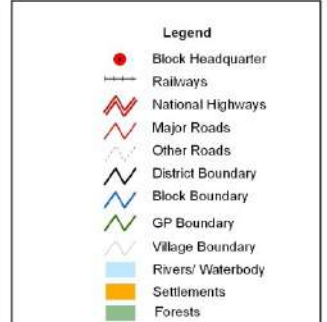 Legend
Block Headquarter
Railways
National Highways
Major Roads
Other Roads
District Boundary
Block Boundary
GP Boundary
Village Boundary
Rivers/ Waterbody
Settlements
Forests